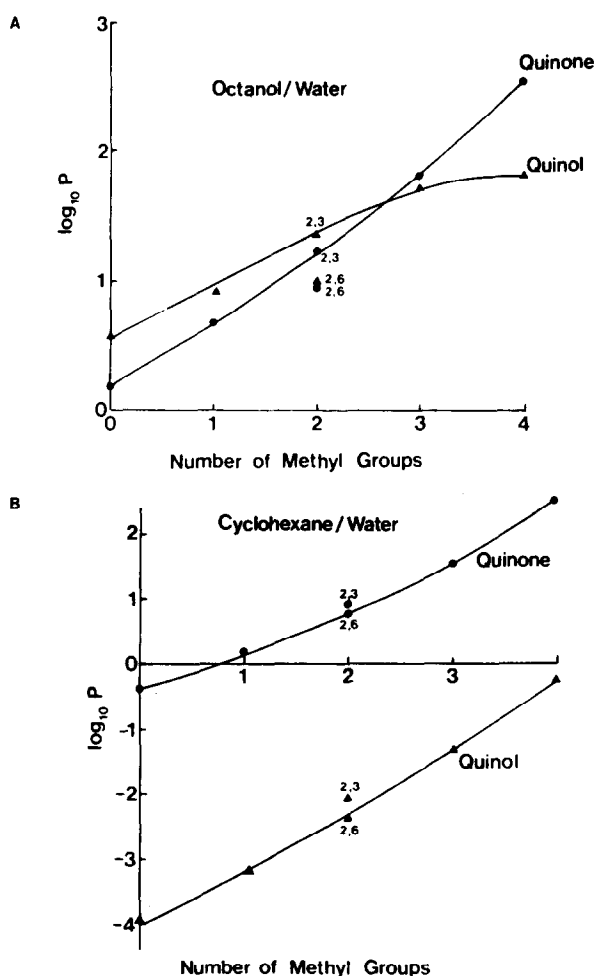 A
3
Quinone
Octanol/Water
2
Quinol
log₁₀ P
2,3
2,3
1
2,6
2,6
0
0 1 2 3 4
Number of Methyl Groups
B
Cyclohexane/Water
2
Quinone
1
2,3
2,6
0
1 2 3
log₁₀ P
-1
Quinol
-2
2,3
2,6
-3
-4
Number of Methyl Groups